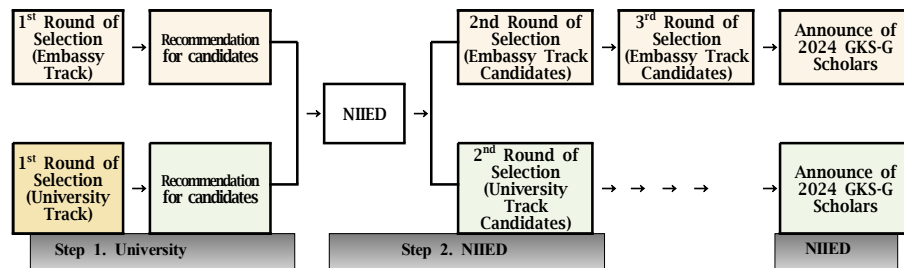 1st Round of
Selection
(Embassy
Track)
Recommendation
for candidates
NIIED
2nd Round of
Selection
(Embassy Track
Candidates)
3rd Round of
Selection
(Embassy Track
Candidates)
Announce of
2024 GKS-G
Scholars
1st Round of
Selection
(University
Track)
Recommendation
for candidates
2nd Round of
Selection
(University
Track
Candidates)
Announce of
2024 GKS-G
Scholars
Step 1. University
Step 2. NIIED
NIIED